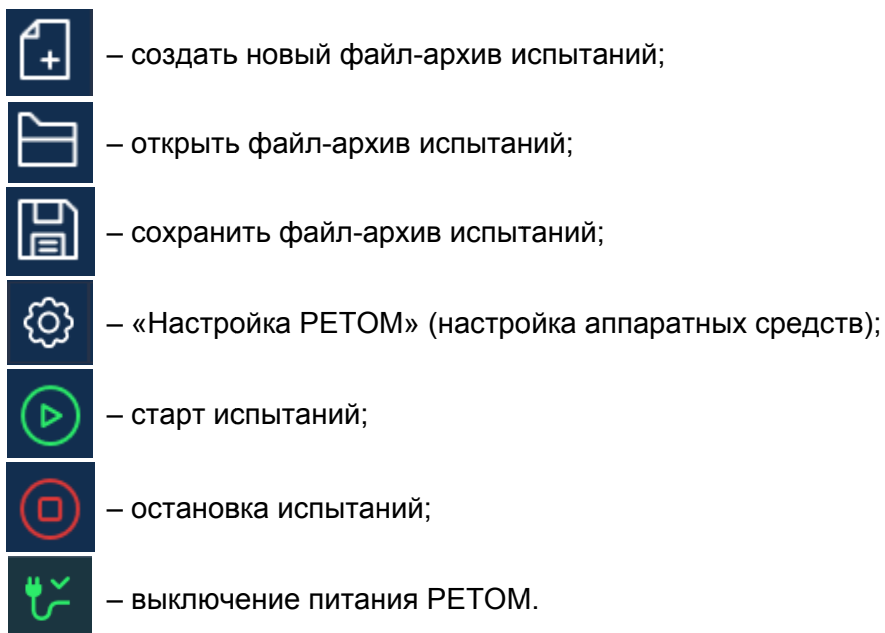 – создать новый файл-архив испытаний;
– открыть файл-архив испытаний;
– сохранить файл-архив испытаний;
– «Настройка РЕТОМ» (настройка аппаратных средств);
– старт испытаний;
– остановка испытаний;
– выключение питания РЕТОМ.